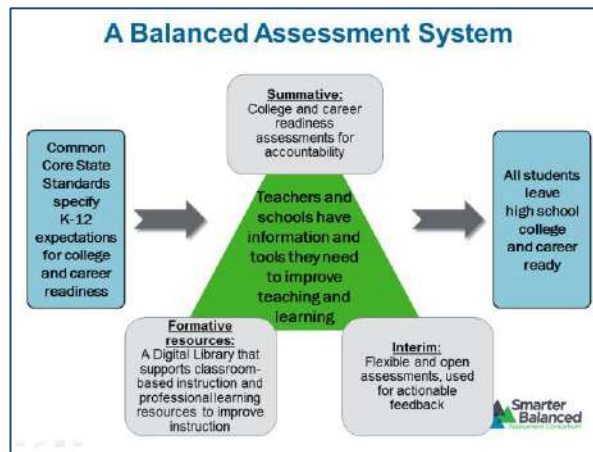 A Balanced Assessment System
Summative:
College and career
readiness
assessments for
accountability
Common
Core State
Standards
specify
K-12
expectations
for college
and career
readiness
Teachers and
schools have
information and
tools they need
to improve
teaching and
learning
All students
leave
high school
college
and career
ready
Formative
resources:
A Digital Library that
supports classroom-
based instruction and
professional learning
resources to improve
instruction
Interim:
Flexible and open
assessments, used
for actionable
feedback
Smarter
Balanced
Assessment Consortium